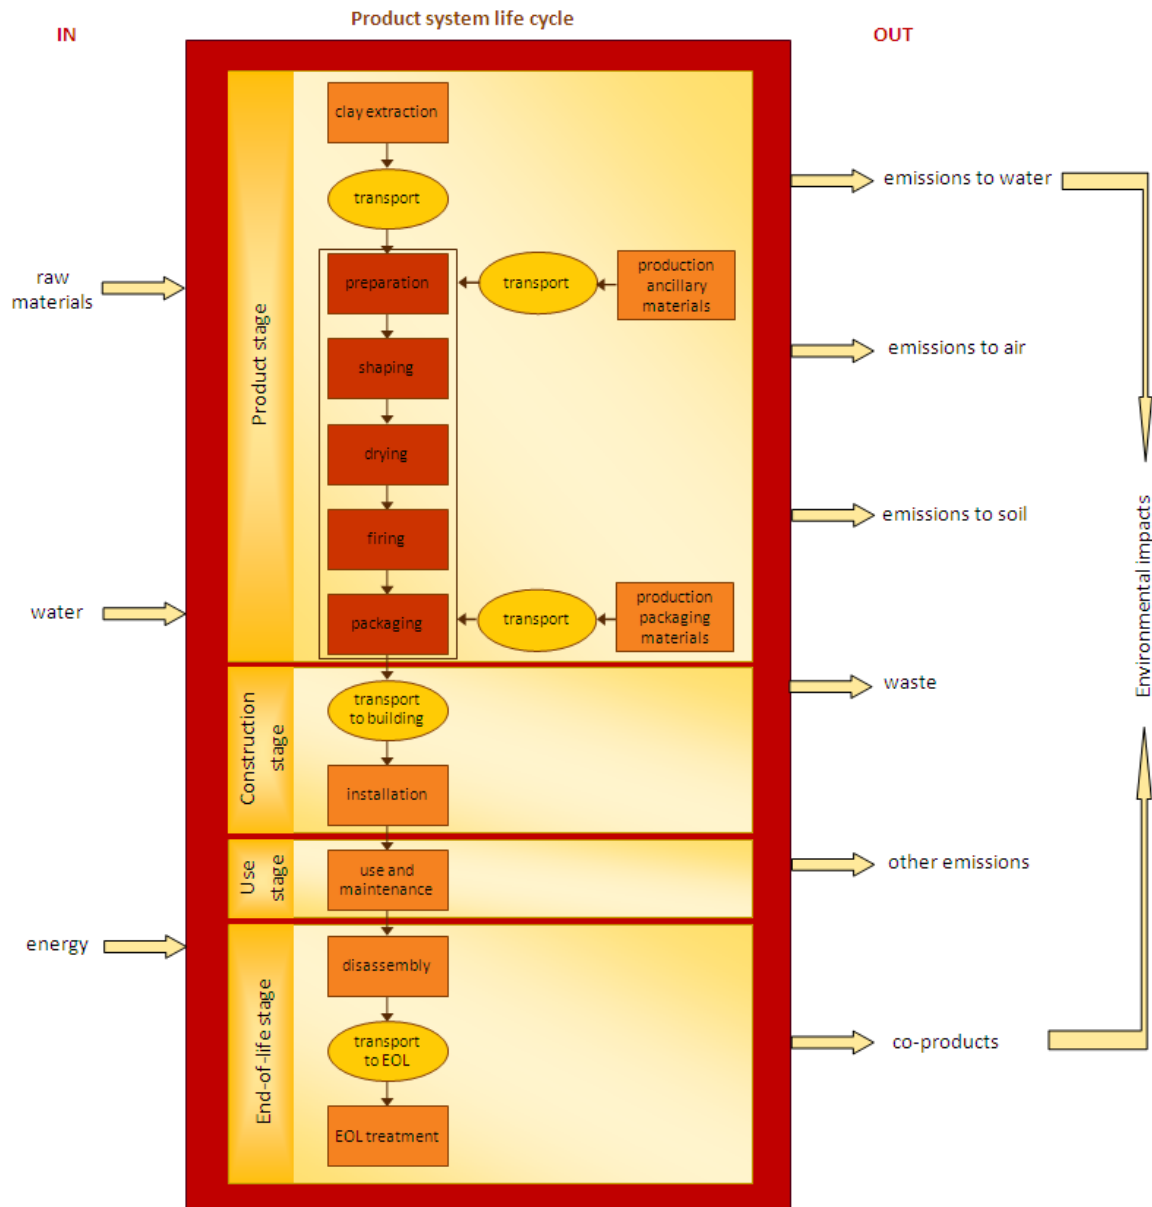 Product system life cycle
IN
OUT
clay extraction
transport
emissions to water
raw
materials
preparation
transport
production
ancillary
materials
shaping
emissions to air
Product stage
drying
emissions to soil
firing
water
packaging
transport
production
packaging
materials
Environmental impacts
waste
Construction
stage
transport
to building
installation
Use
stage
use and
maintenance
other emissions
energy
End-of-life stage
disassembly
transport
to EOL
co-products
EOL treatment